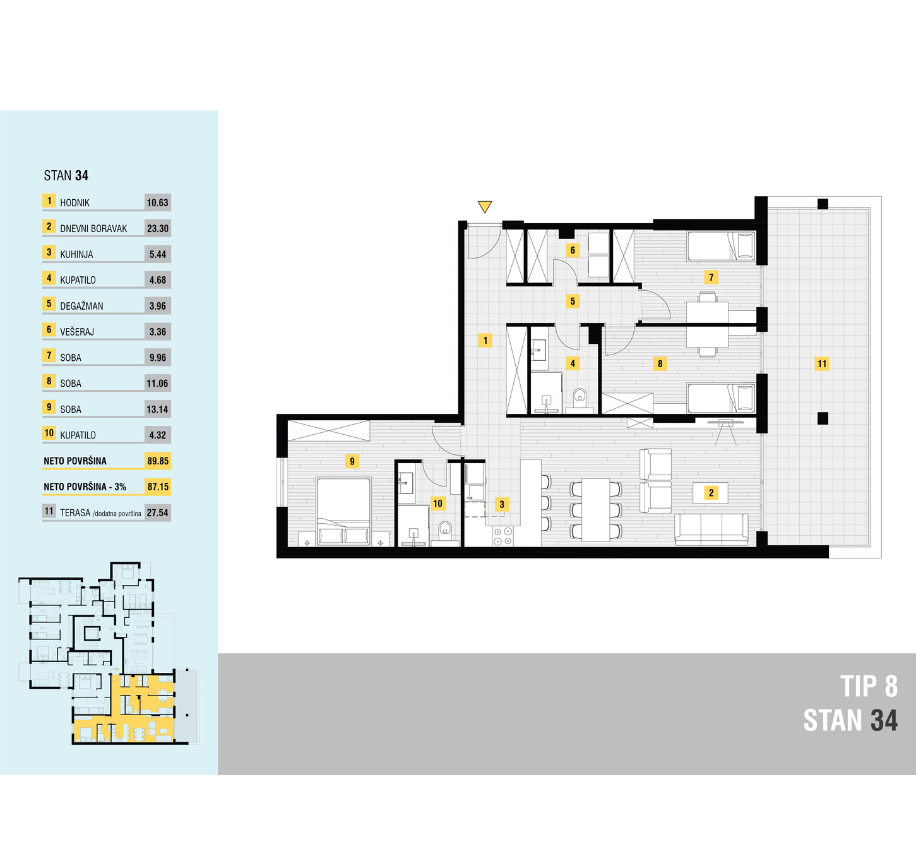 STAN 34
1 HODNIK 10.63
2 DNEVNI BORAVAK 23.30
3 KUHINJA 5.44
4 KUPATILO 4.68
5 DEGAŽMAN 3.96
6 VEŠERAJ 3.36
7 SOBA 9.96
8 SOBA 11.06
9 SOBA 13.14
10 KUPATILO 4.32
NETO POVRŠINA 89.85
NETO POVRŠINA - 3% 87.15
11 TERASA /dodatna površina 27.54
6
7
5
1
4
8
11
9
10
3
2
TIP 8
STAN 34